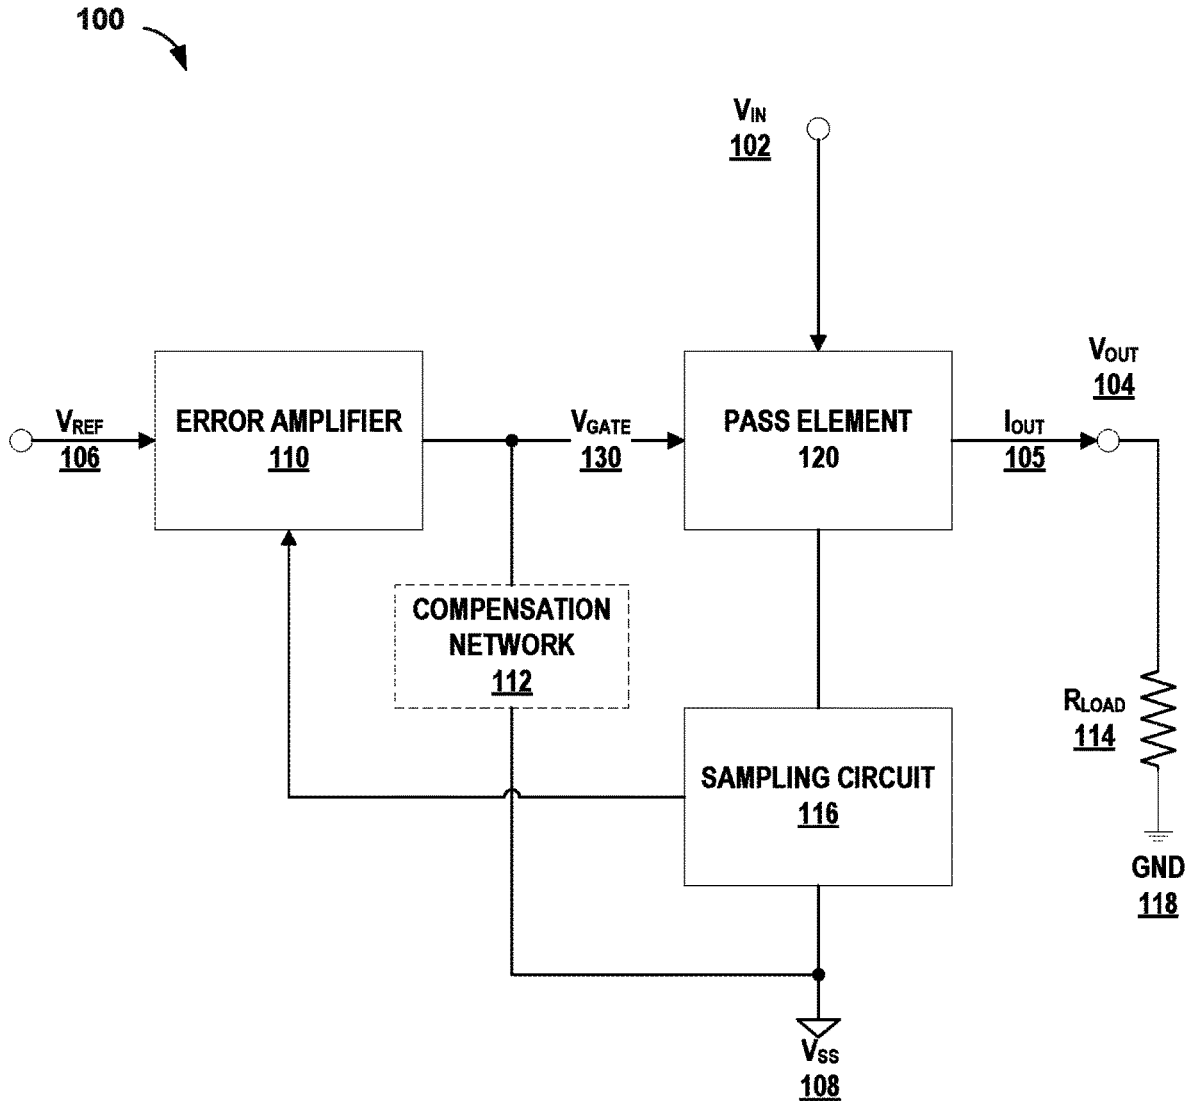 100
VIN
102
VREF
106
ERROR AMPLIFIER
110
VGATE
130
PASS ELEMENT
120
IOUT
105
VOUT
104
COMPENSATION
NETWORK
112
RLOAD
114
SAMPLING CIRCUIT
116
GND
118
VSS
108